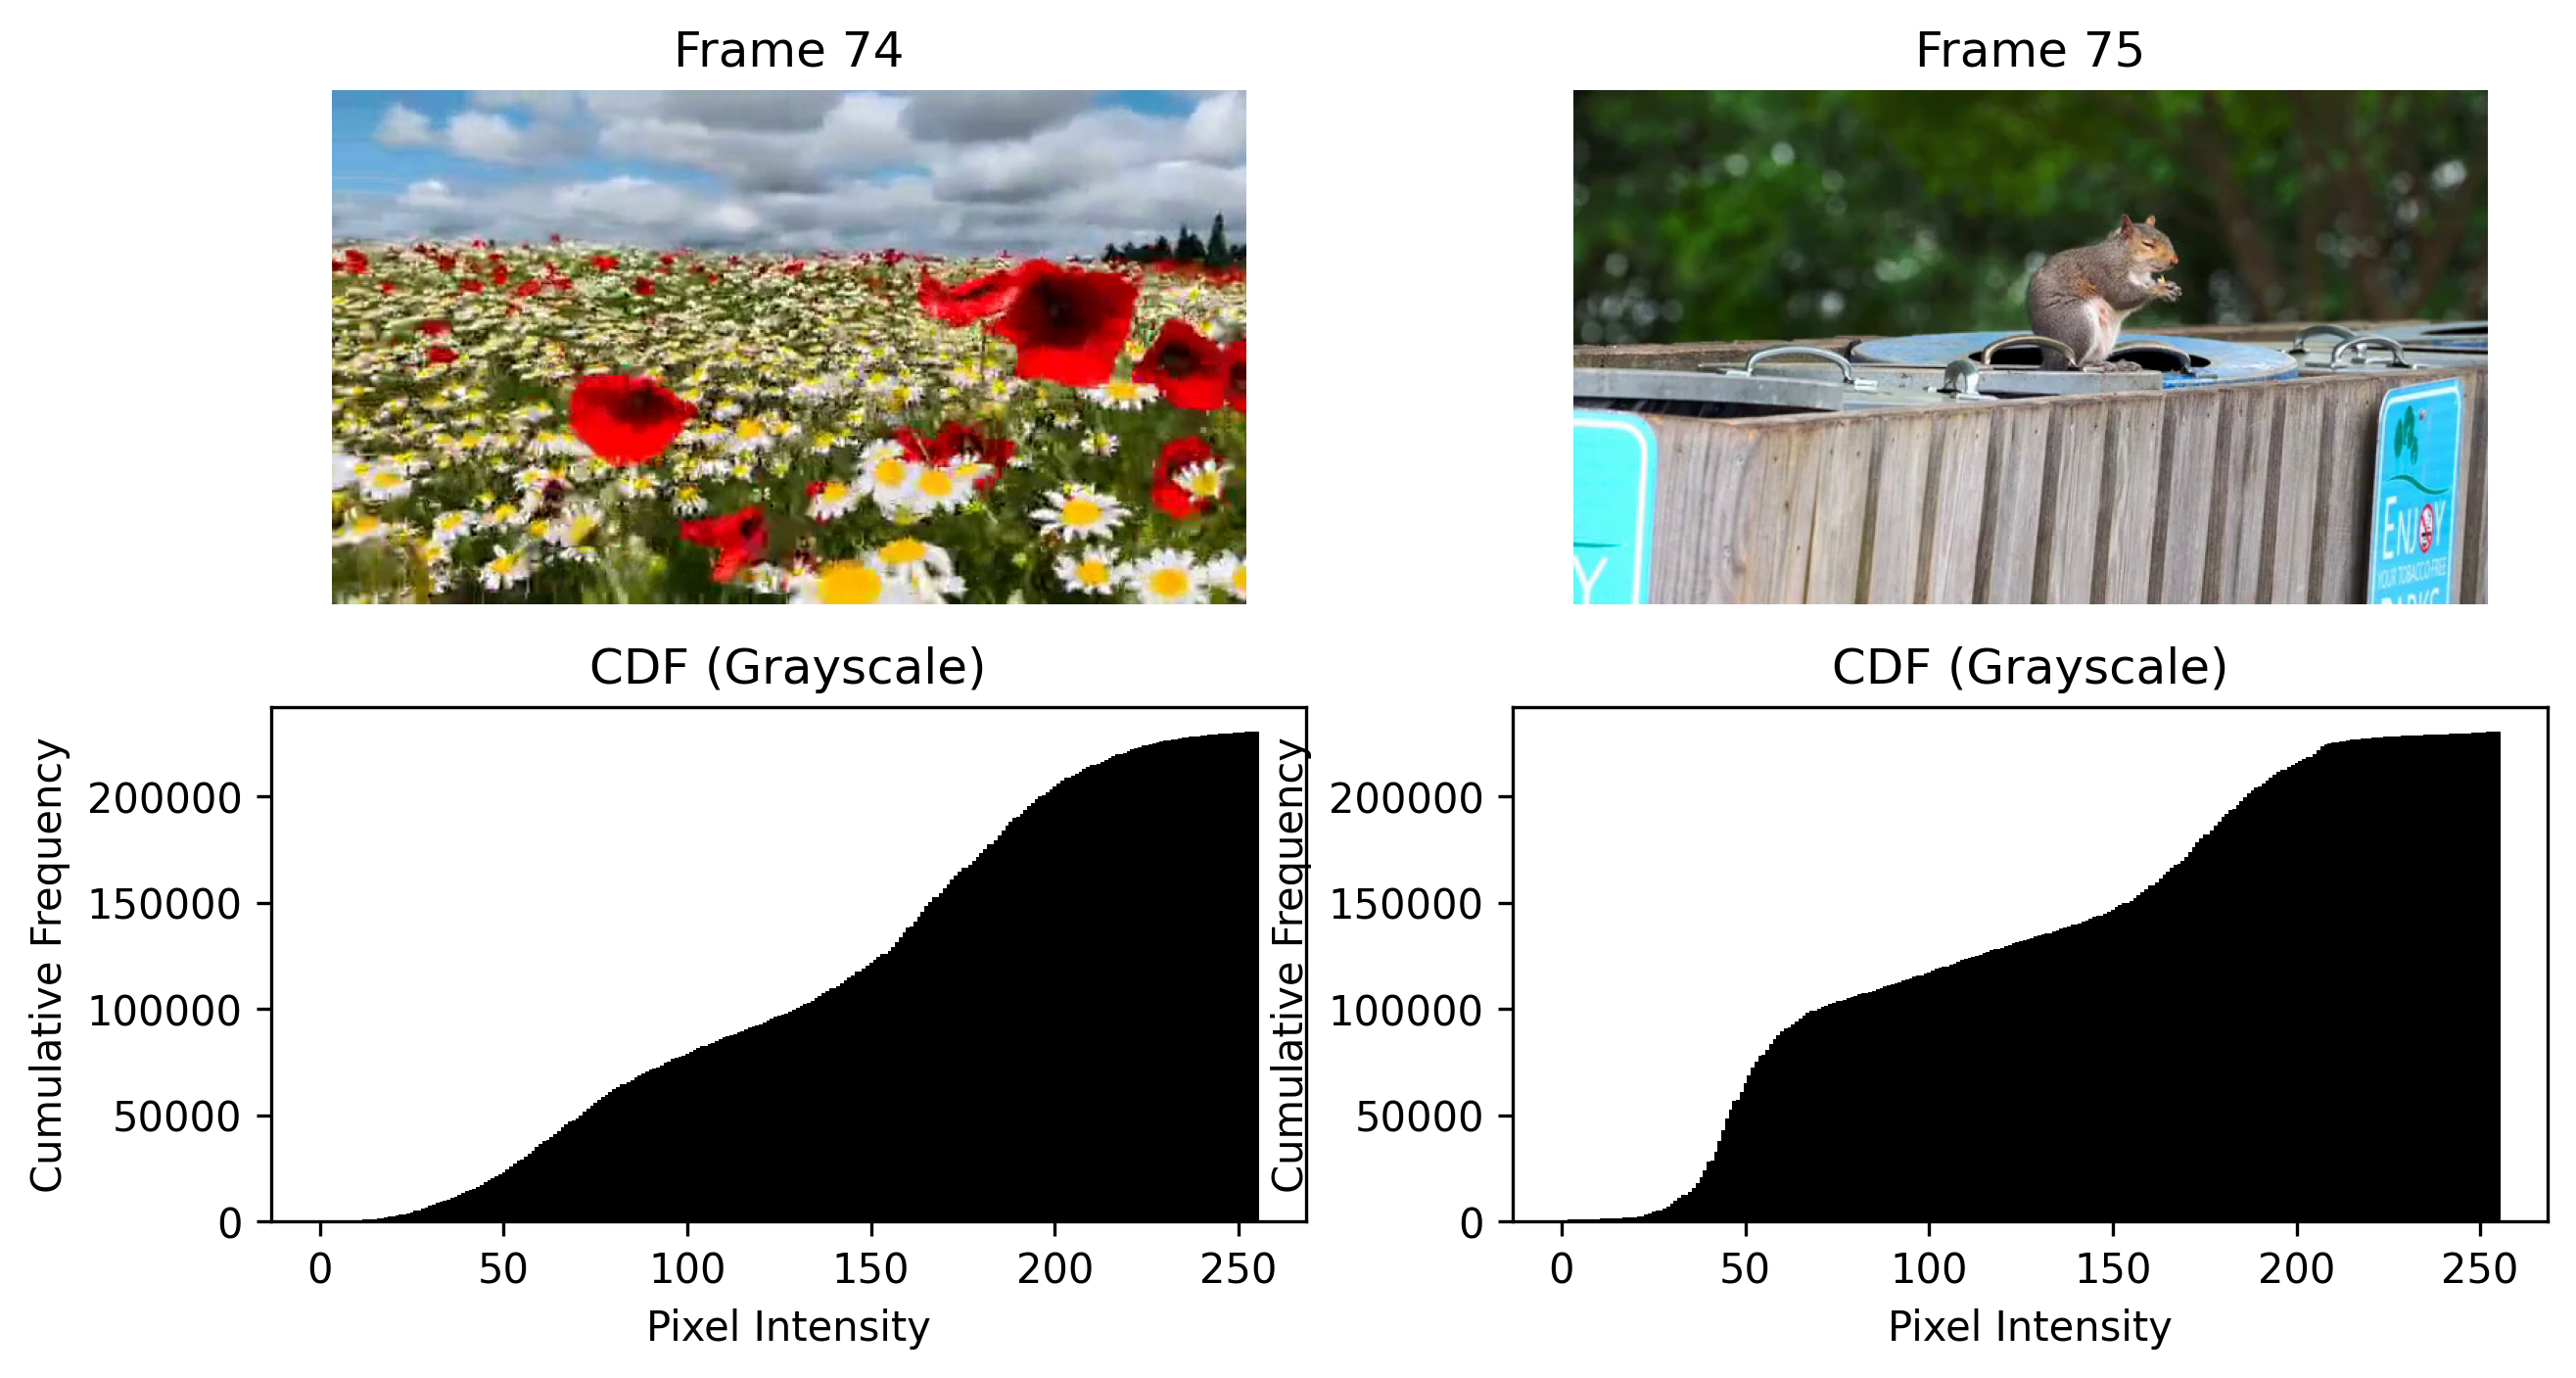 Frame 74
Frame 75
Y
ENJOY
YOUR TOBACCO FREE
PARKS
CDF (Grayscale)
Cumulative Frequency
200000
150000
100000
50000
0
0 50 100 150 200 250
Pixel Intensity
CDF (Grayscale)
Cumulative Frequency
200000
150000
100000
50000
0
0 50 100 150 200 250
Pixel Intensity